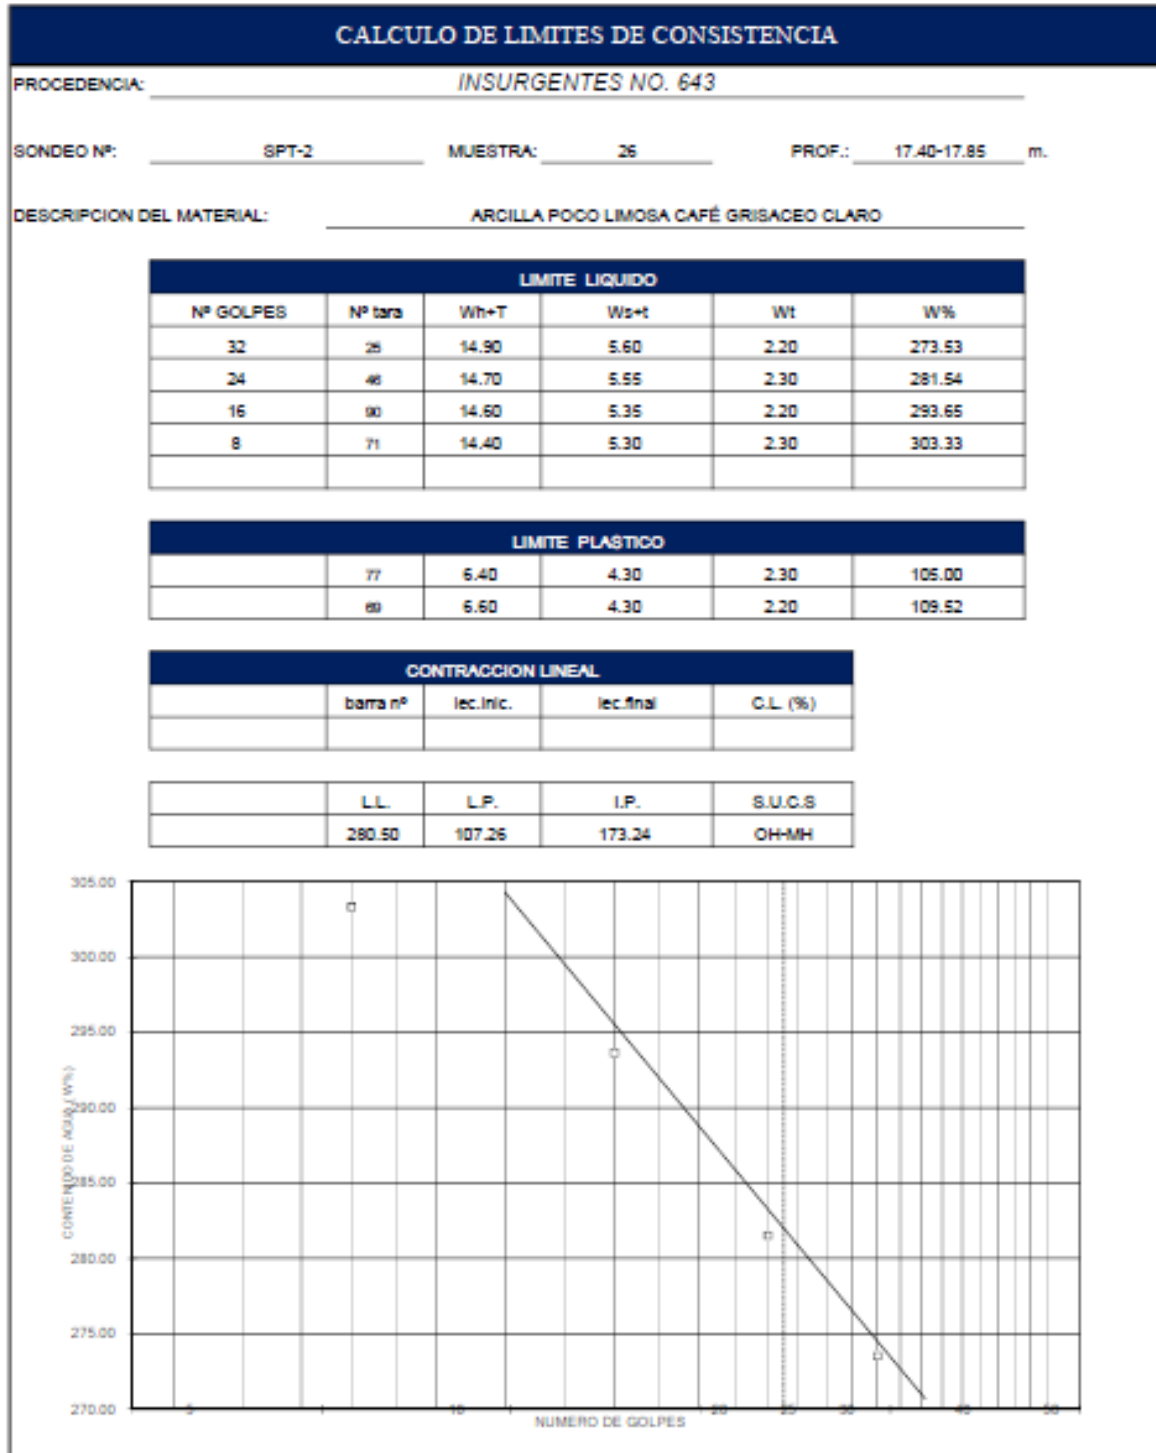 CALCULO DE LIMITES DE CONSISTENCIA
PROCEDENCIA: INSURGENTES NO. 643
SONDEO Nº: SPT-2 MUESTRA: 26 PROF.: 17.40-17.85 m.
DESCRIPCION DEL MATERIAL: ARCILLA POCO LIMOSA CAFÉ GRISACEO CLARO
LIMITE LIQUIDO
Nº GOLPES Nº tara Wh+T Ws+t Wt W%
32 25 14.90 5.60 2.20 273.53
24 46 14.70 5.55 2.30 281.54
16 90 14.60 5.35 2.20 293.65
8 71 14.40 5.30 2.30 303.33
LIMITE PLASTICO
77 6.40 4.30 2.30 105.00
69 6.60 4.30 2.20 109.52
CONTRACCION LINEAL
barra nº lec.inic. lec.final C.L. (%)
L.L. L.P. I.P. S.U.C.S
280.50 107.26 173.24 OH-MH
305.00
300.00
295.00
290.00
285.00
280.00
275.00
270.00
CONTENIDO DE AGUA (W%)
10 20 25 30 40 50
NUMERO DE GOLPES